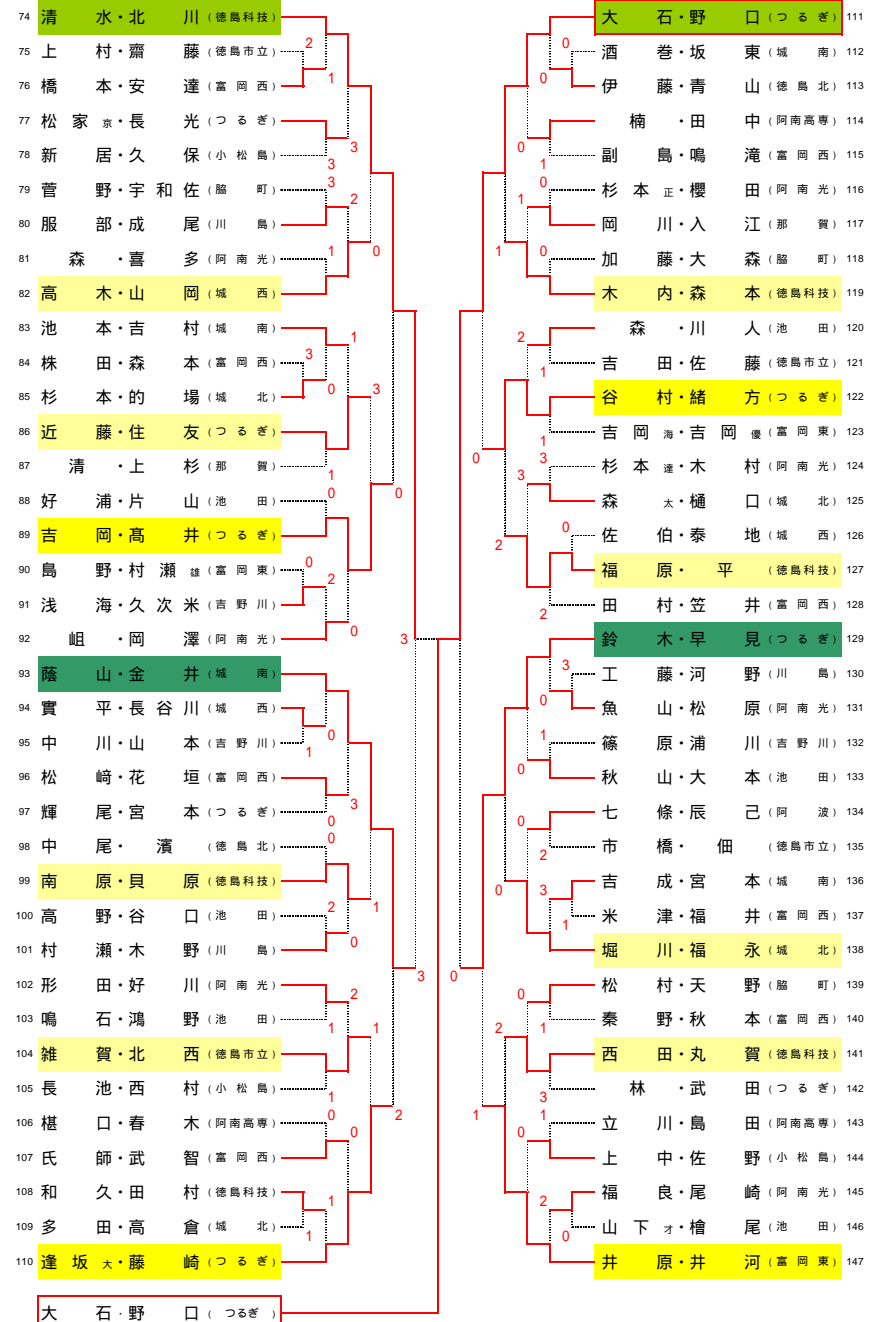 74 清水・北川（徳島科技）
75 上村・齋藤（徳島市立）
76 橋本・安達（富岡西）
77 松家京・長光（つるぎ）
78 新居・久保（小松島）
79 菅野・宇和佐（脇町）
80 服部・成尾（川島）
81 森・喜多（阿南光）
82 高木・山岡（城西）
83 池本・吉村（城南）
84 株田・森本（富岡西）
85 杉本・的場（城北）
86 近藤・住友（つるぎ）
87 清・上杉（那賀）
88 好浦・片山（池田）
89 吉岡・髙井（つるぎ）
90 島野・村瀬雄（富岡東）
91 浅海・久次米（吉野川）
92 岨・岡澤（阿南光）
93 蔭山・金井（城南）
94 實平・長谷川（城西）
95 中川・山本（吉野川）
96 松﨑・花垣（富岡西）
97 輝尾・宮本（つるぎ）
98 中尾・濱（徳島北）
99 南原・貝原（徳島科技）
100 高野・谷口（池田）
101 村瀬・木野（川島）
102 形田・好川（阿南光）
103 鳴石・鴻野（池田）
104 雑賀・北西（徳島市立）
105 長池・西村（小松島）
106 椹口・春木（阿南高専）
107 氏師・武智（富岡西）
108 和久・田村（徳島科技）
109 多田・高倉（城北）
110 逢坂大・藤崎（つるぎ）
大石・野口（つるぎ）
大石・野口（つるぎ）111
酒巻・坂東（城南）112
伊藤・青山（徳島北）113
楠・田中（阿南高専）114
副島・鳴滝（富岡西）115
杉本正・櫻田（阿南光）116
岡川・入江（那賀）117
加藤・大森（脇町）118
木内・森本（徳島科技）119
森・川人（池田）120
吉田・佐藤（徳島市立）121
谷村・緒方（つるぎ）122
吉岡海・吉岡優（富岡東）123
杉本達・木村（阿南光）124
森太・樋口（城北）125
佐伯・泰地（城西）126
福原・平（徳島科技）127
田村・笠井（富岡西）128
鈴木・早見（つるぎ）129
工藤・河野（川島）130
魚山・松原（阿南光）131
篠原・浦川（吉野川）132
秋山・大本（池田）133
七條・辰己（阿波）134
市橋・佃（徳島市立）135
吉成・宮本（城南）136
米津・福井（富岡西）137
堀川・福永（城北）138
松村・天野（脇町）139
秦野・秋本（富岡西）140
西田・丸賀（徳島科技）141
林・武田（つるぎ）142
立川・島田（阿南高専）143
上中・佐野（小松島）144
福良・尾崎（阿南光）145
山下才・檜尾（池田）146
井原・井河（富岡東）147